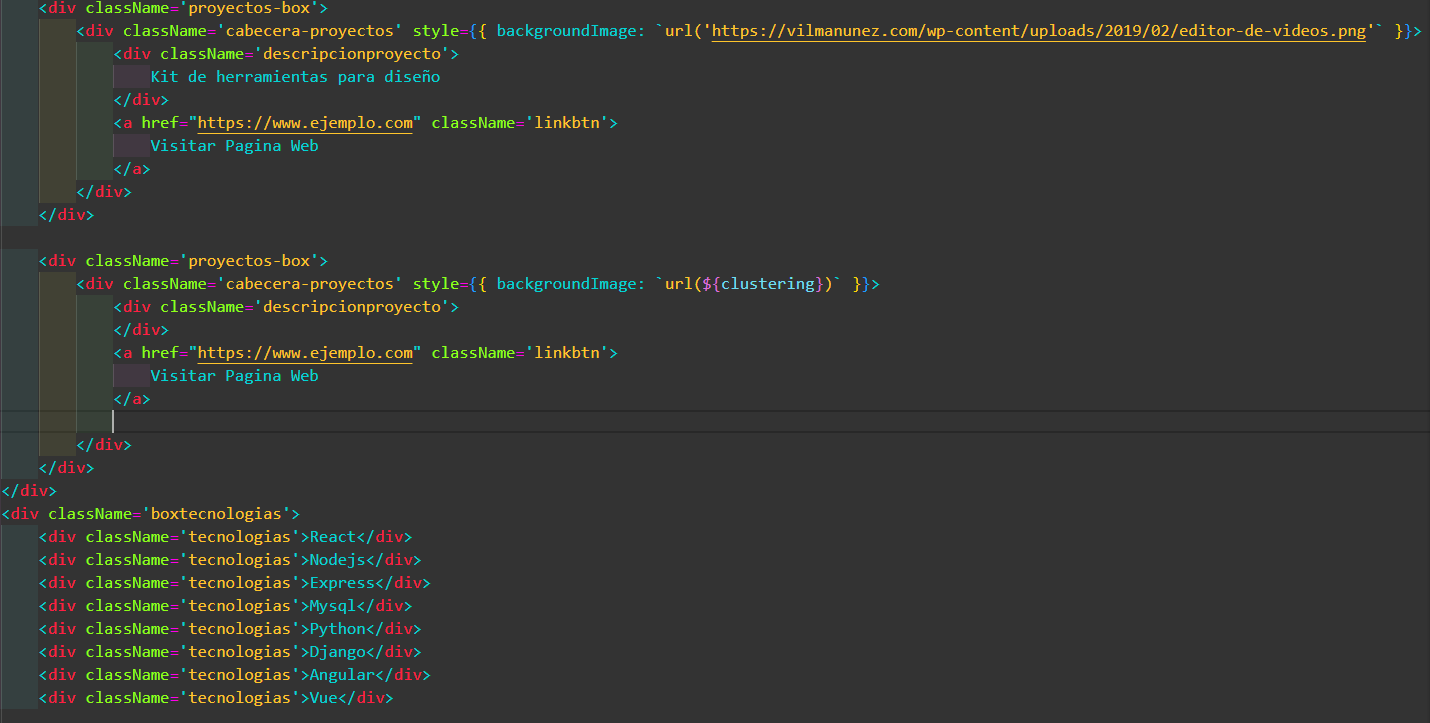 <div className='proyectos-box'>
<div className='cabecera-proyectos' style={{ backgroundImage: `url('https://vilmanunez.com/wp-content/uploads/2019/02/editor-de-videos.png'` }}>
<div className='descripcionproyecto'>
Kit de herramientas para diseño
</div>
<a href="https://www.ejemplo.com" className='linkbtn'>
Visitar Pagina Web
</a>
</div>
</div>
<div className='proyectos-box'>
<div className='cabecera-proyectos' style={{ backgroundImage: `url(${clustering})` }}>
<div className='descripcionproyecto'>
</div>
<a href="https://www.ejemplo.com" className='linkbtn'>
Visitar Pagina Web
</a>
</div>
</div>
</div>
<div className='boxtecnologias'>
<div className='tecnologias'>React</div>
<div className='tecnologias'>Nodejs</div>
<div className='tecnologias'>Express</div>
<div className='tecnologias'>Mysql</div>
<div className='tecnologias'>Python</div>
<div className='tecnologias'>Django</div>
<div className='tecnologias'>Angular</div>
<div className='tecnologias'>Vue</div>